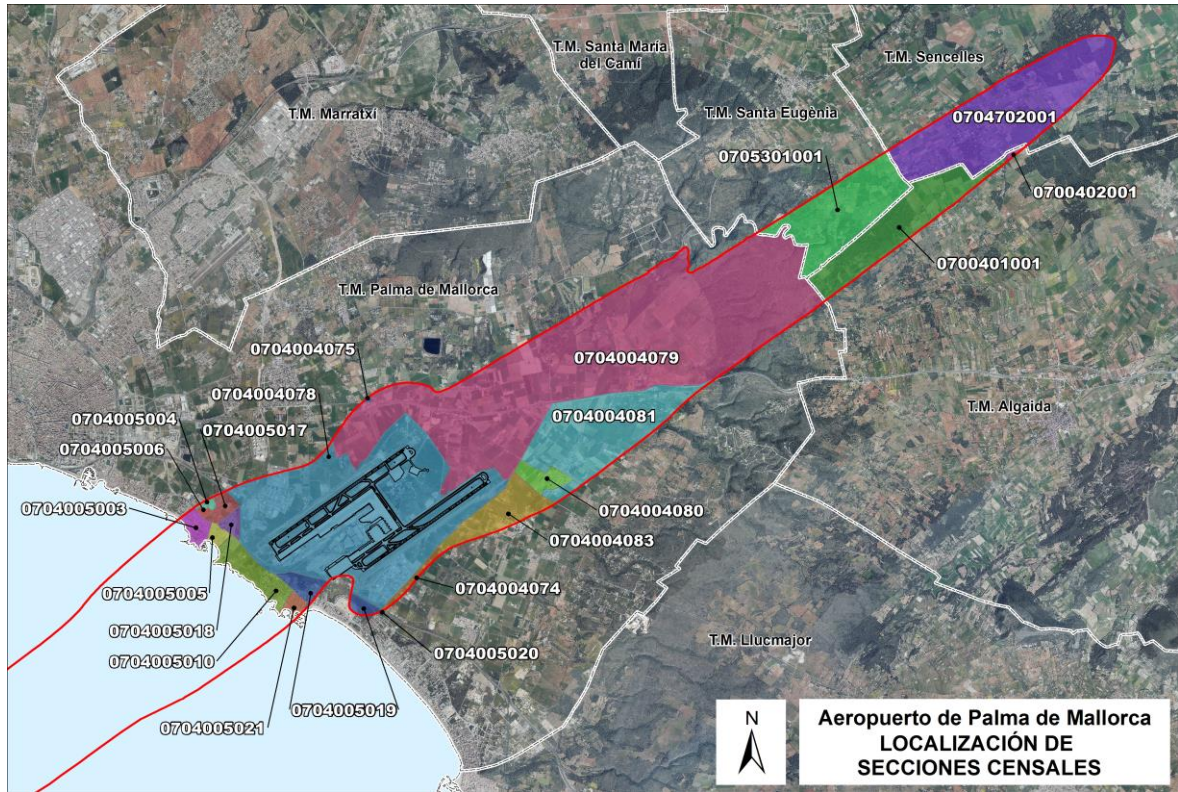 T.M. Santa María
del Camí
T.M. Sencelles
T.M. Marratxí
T.M. Santa Eugènia
0704702001
0705301001
0700402001
0700401001
T.M. Palma de Mallorca
0704004075
0704004079
0704004078
0704005004
0704005017
0704004081
T.M. Algaida
0704005006
0704005003
0704004080
0704004083
0704005005
0704004074
0704005018
0704005010
0704005020
T.M. Llucmajor
0704005021
0704005019
N
Aeropuerto de Palma de Mallorca
LOCALIZACIÓN DE
SECCIONES CENSALES